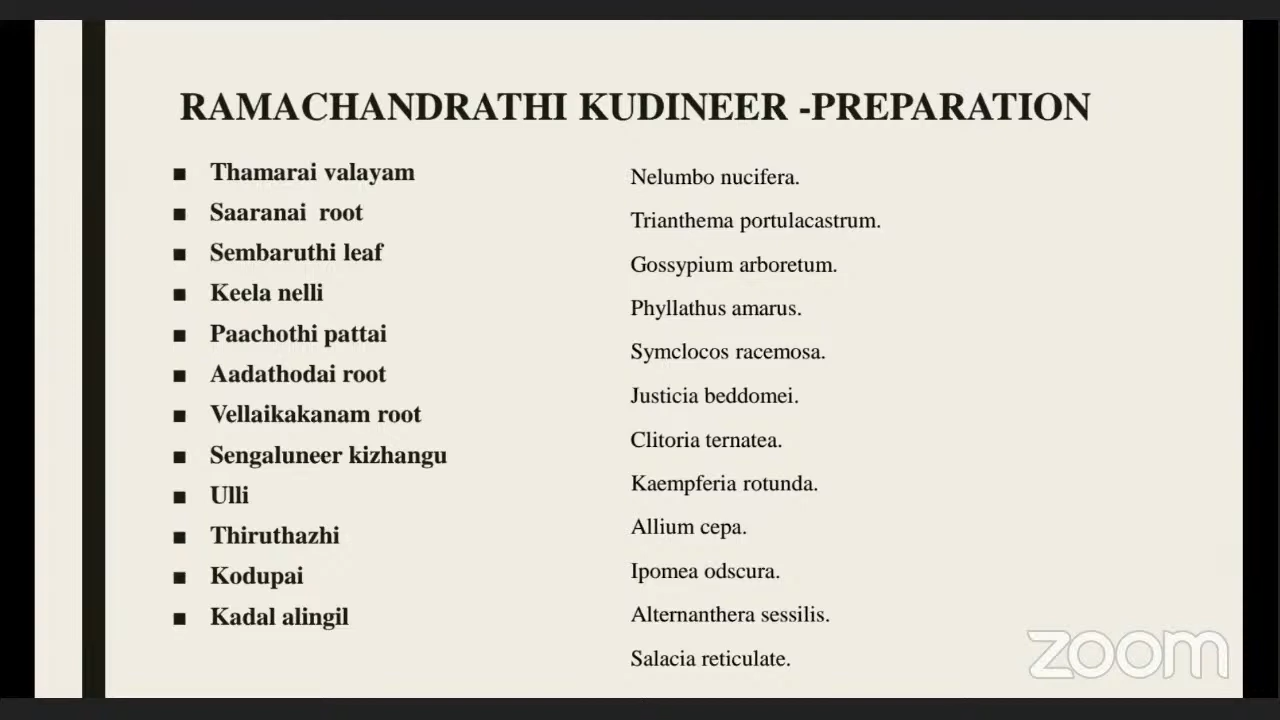 RAMACHANDRATHI KUDINEER -PREPARATION
Thamarai valayam
Saaranai root
Sembaruthi leaf
Keela nelli
Paachothi pattai
Aadathodai root
Vellaikakanam root
Sengaluneer kizhangu
Ulli
Thiruthazhi
Kodupai
Kadal alingil
Nelumbo nucifera.
Trianthema portulacastrum.
Gossypium arboretum.
Phyllathus amarus.
Symclocos racemosa.
Justicia beddomei.
Clitoria ternatea.
Kaempferia rotunda.
Allium cepa.
Ipomea odscura.
Alternanthera sessilis.
Salacia reticulate.
zoom